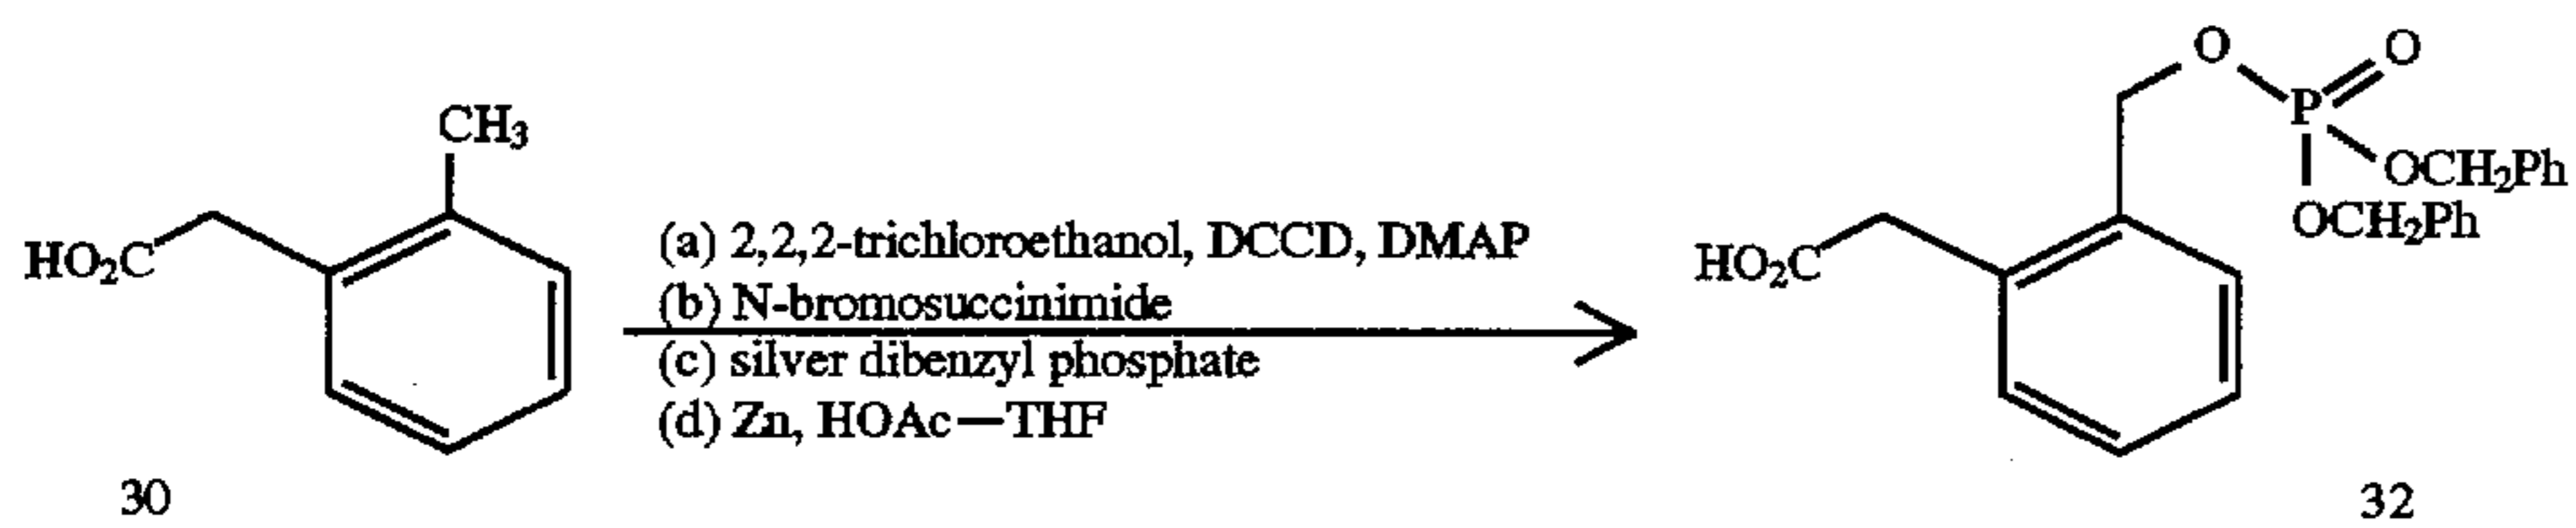 O
O
CH₃
P
OCH₂Ph
OCH₂Ph
HO₂C
(a) 2,2,2-trichloroethanol, DCCD, DMAP
(b) N-bromosuccinimide
(c) silver dibenzyl phosphate
(d) Zn, HOAc—THF
HO₂C
30
32